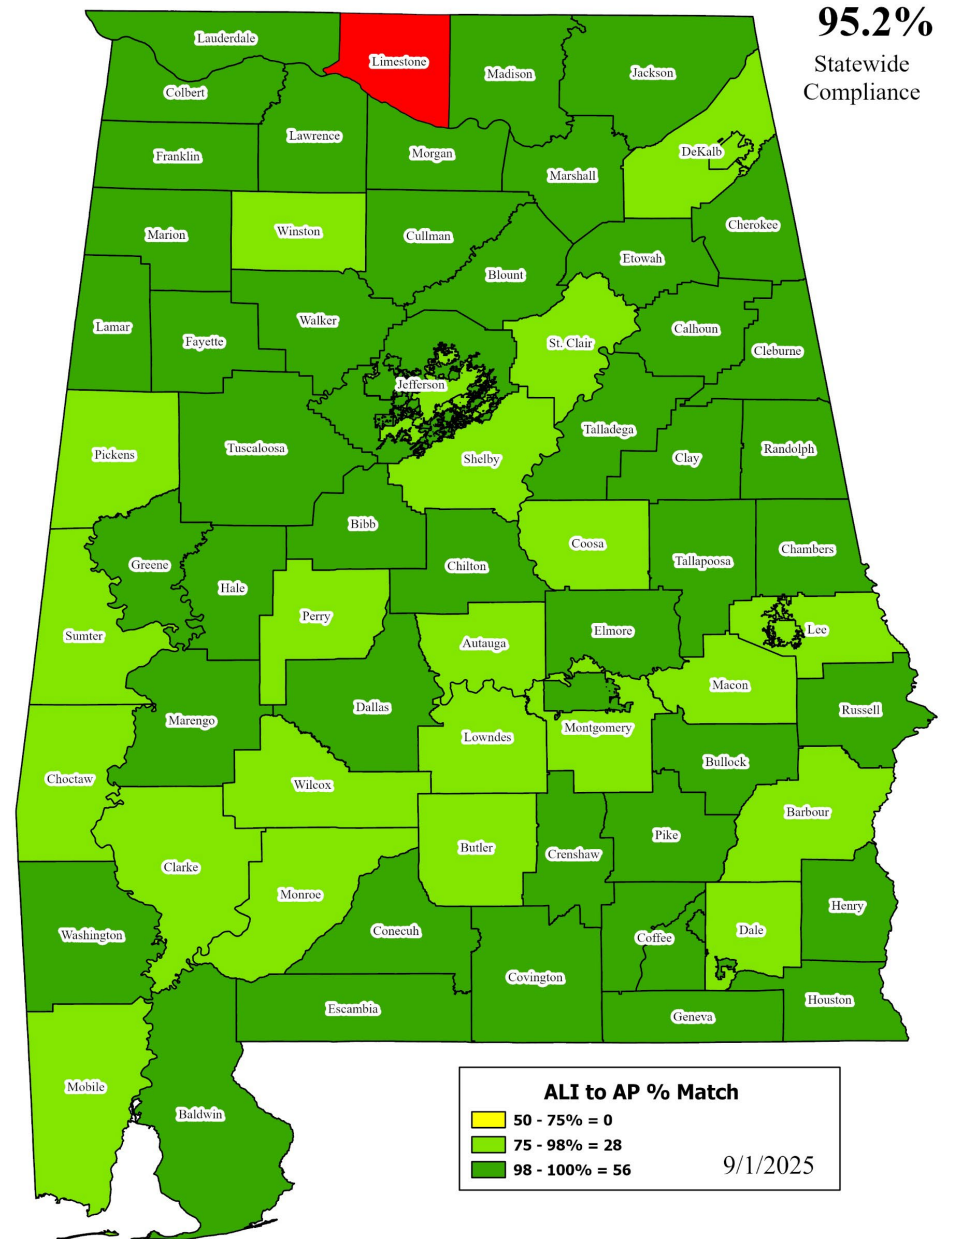 95.2%
Statewide
Compliance
Lauderdale
Limestone
Madison
Jackson
Colbert
Lawrence
Franklin
Morgan
DeKalb
Marshall
Marion
Winston
Cullman
Cherokee
Blount
Etowah
Lamar
Fayette
Walker
St. Clair
Calhoun
Cleburne
Jefferson
Pickens
Tuscaloosa
Shelby
Talladega
Clay
Randolph
Bibb
Coosa
Greene
Hale
Chilton
Tallapoosa
Chambers
Sumter
Perry
Autauga
Elmore
Lee
Marengo
Dallas
Lowndes
Montgomery
Macon
Russell
Choctaw
Wilcox
Bullock
Clarke
Butler
Crenshaw
Pike
Barbour
Monroe
Washington
Conecuh
Coffee
Dale
Henry
Escambia
Covington
Geneva
Houston
Mobile
Baldwin
ALI to AP % Match
50 - 75% = 0
75 - 98% = 28
98 - 100% = 56
9/1/2025